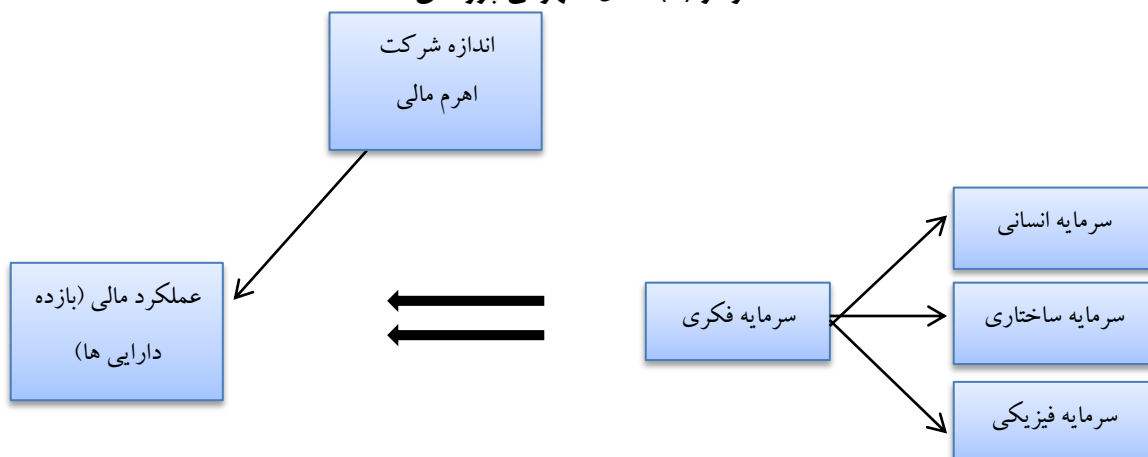 اندازه شرکت
اهرم مالی
سرمایه انسانی
سرمایه فکری
سرمایه ساختاری
سرمایه فیزیکی
عملکرد مالی (بازده
دارایی ها)